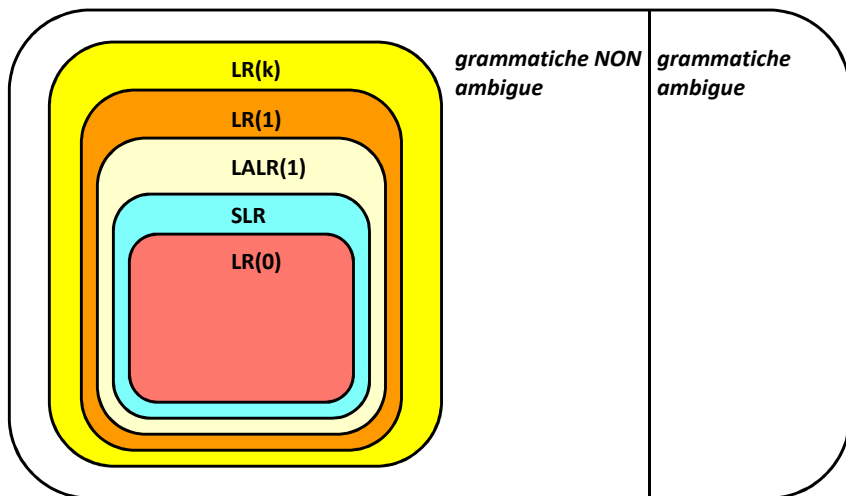 LR(k)
LR(1)
LALR(1)
SLR
LR(0)
grammatiche NON
ambigue
grammatiche
ambigue